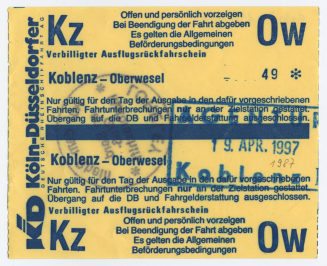 Kz
Offen und persönlich vorzeigen
Bei Beendigung der Fahrt abgeben
Es gelten die Allgemeinen
Beförderungsbedingungen
Ow
Verbilligter Ausflugsrückfahrschein
Koblenz – Oberwesel
49 *
Nur gültig für den Tag der Ausgabe in den dafür vorgeschriebenen
Fahrten. Fahrtunterbrechungen nur an der Zielstation gestattet.
Übergang auf die DB und Fahrgelderstattung ausgeschlossen.
AGENT
19. APR. 1997
1987
Koblenz
Koblenz – Oberwesel
Nur gültig für den Tag der Ausgabe in den dafür vorgeschriebenen
Fahrten. Fahrtunterbrechungen nur an der Zielstation gestattet.
Übergang auf die DB und Fahrgelderstattung ausgeschlossen.
Verbilligter Ausflugsrückfahrschein
Kz
Offen und persönlich vorzeigen
Bei Beendigung der Fahrt abgeben
Es gelten die Allgemeinen
Beförderungsbedingungen
Ow
KD Köln-Düsseldorfer